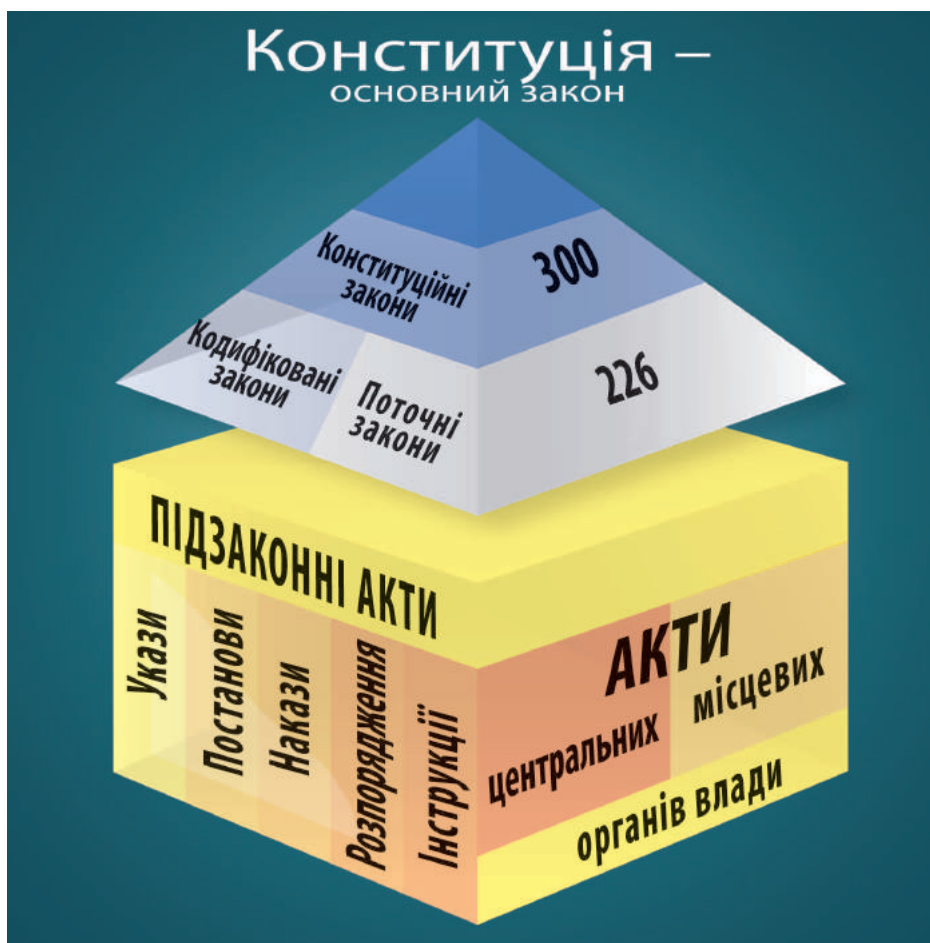 Конституція –
основний закон
Конституційні
закони
300
Кодифіковані
закони
Поточні
закони
226
ПІДЗАКОННІ АКТИ
Укази
Постанови
Накази
Розпорядження
Інструкції
АКТИ
центральних
місцевих
органів влади